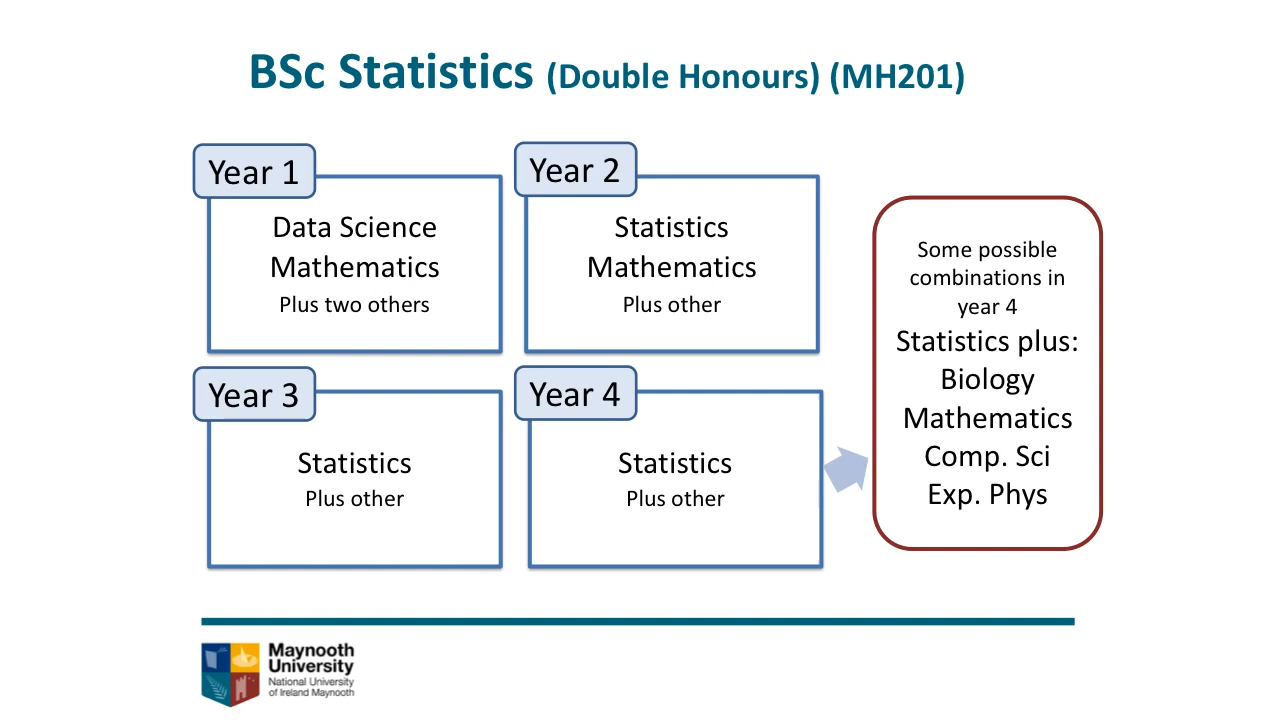 BSc Statistics (Double Honours) (MH201)
Year 1
Data Science
Mathematics
Plus two others
Year 2
Statistics
Mathematics
Plus other
Year 3
Statistics
Plus other
Year 4
Statistics
Plus other
Some possible
combinations in
year 4
Statistics plus:
Biology
Mathematics
Comp. Sci
Exp. Phys
Maynooth
University
National University
of Ireland Maynooth